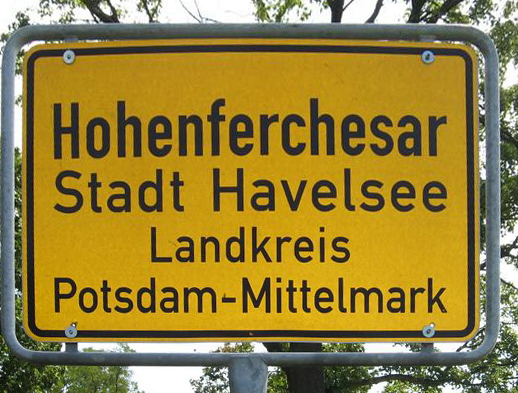 Hohenferchesar
Stadt Havelsee
Landkreis
Potsdam-Mittelmark